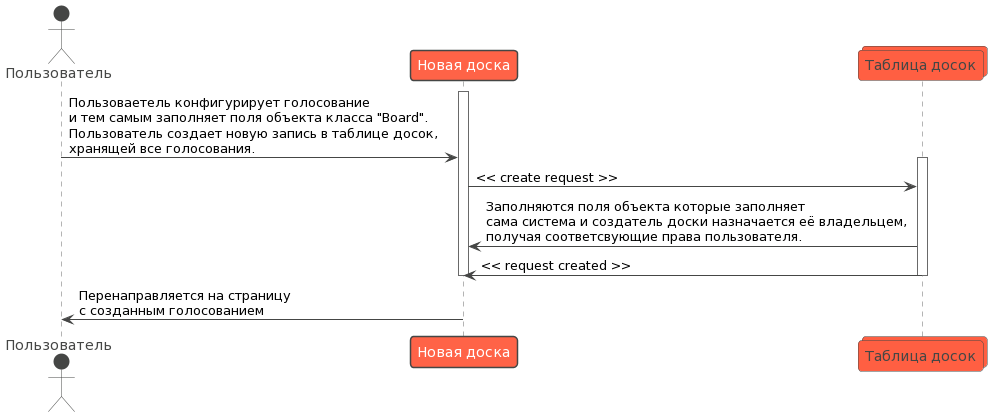 Пользователь
Новая доска
Таблица досок
Пользоваетель конфигурирует голосование
и тем самым заполняет поля объекта класса "Board".
Пользователь создает новую запись в таблице досок,
хранящей все голосования.
<< create request >>
Заполняются поля объекта которые заполняет
сама система и создатель доски назначается её владельцем,
получая соответсвующие права пользователя.
<< request created >>
Перенаправляется на страницу
с созданным голосованием
Пользователь
Новая доска
Таблица досок